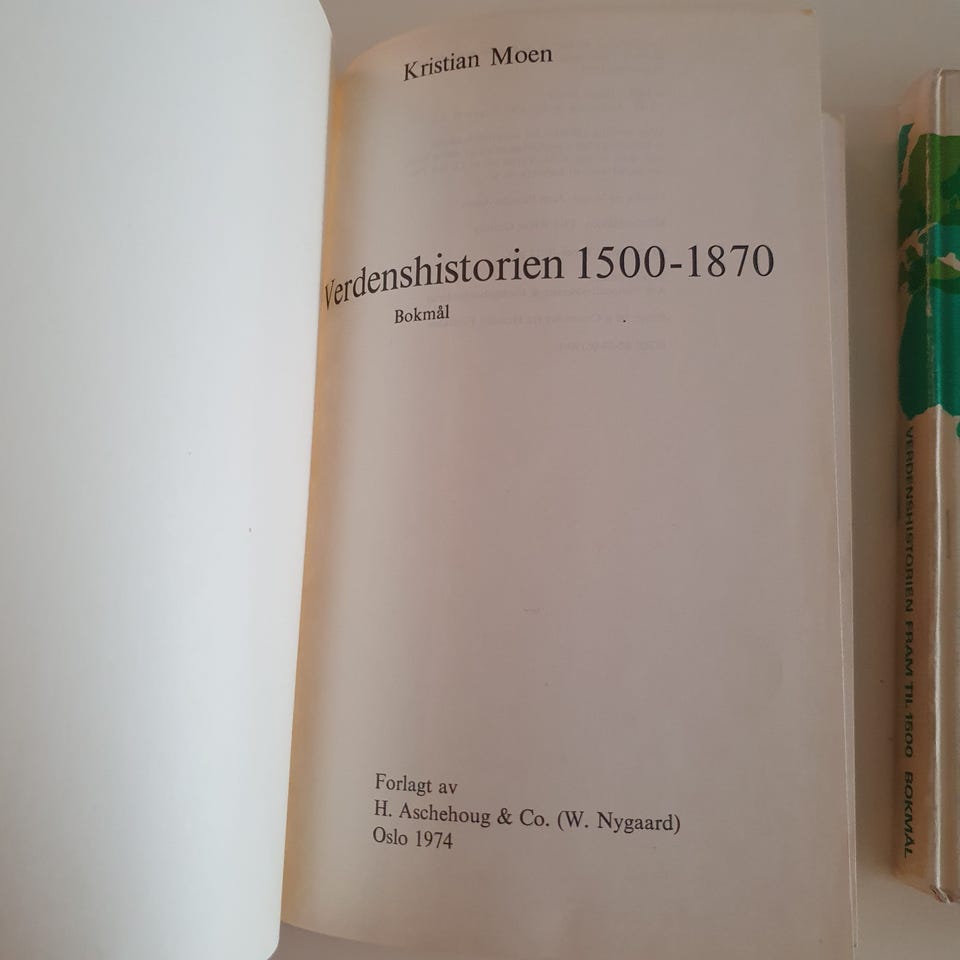 Kristian Moen
Verdenshistorien 1500-1870
Bokmål
Forlagt av
H. Aschehoug & Co. (W. Nygaard)
Oslo 1974
VERDENSHISTORIEN FRAM TIL 1500 BOKMÅL